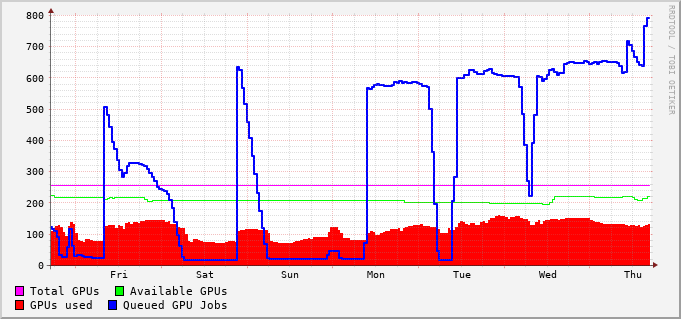 800
700
600
500
400
300
200
100
0
Fri Sat Sun Mon Tue Wed Thu
Total GPUs Available GPUs
GPUs used Queued GPU Jobs
RRDTOOL / TOBI OETIKER